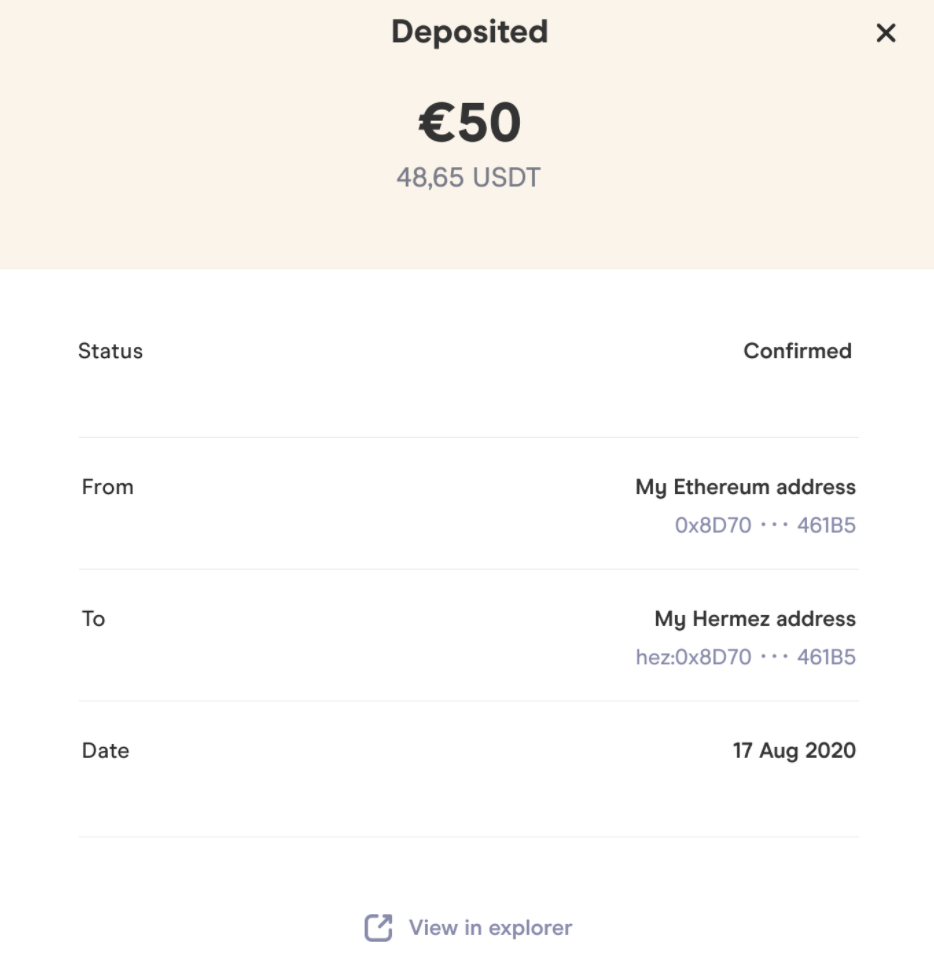 Deposited
€50
48,65 USDT
Status
Confirmed
From
My Ethereum address
0x8D70 ··· 461B5
To
My Hermez address
hez:0x8D70 ··· 461B5
Date
17 Aug 2020
View in explorer